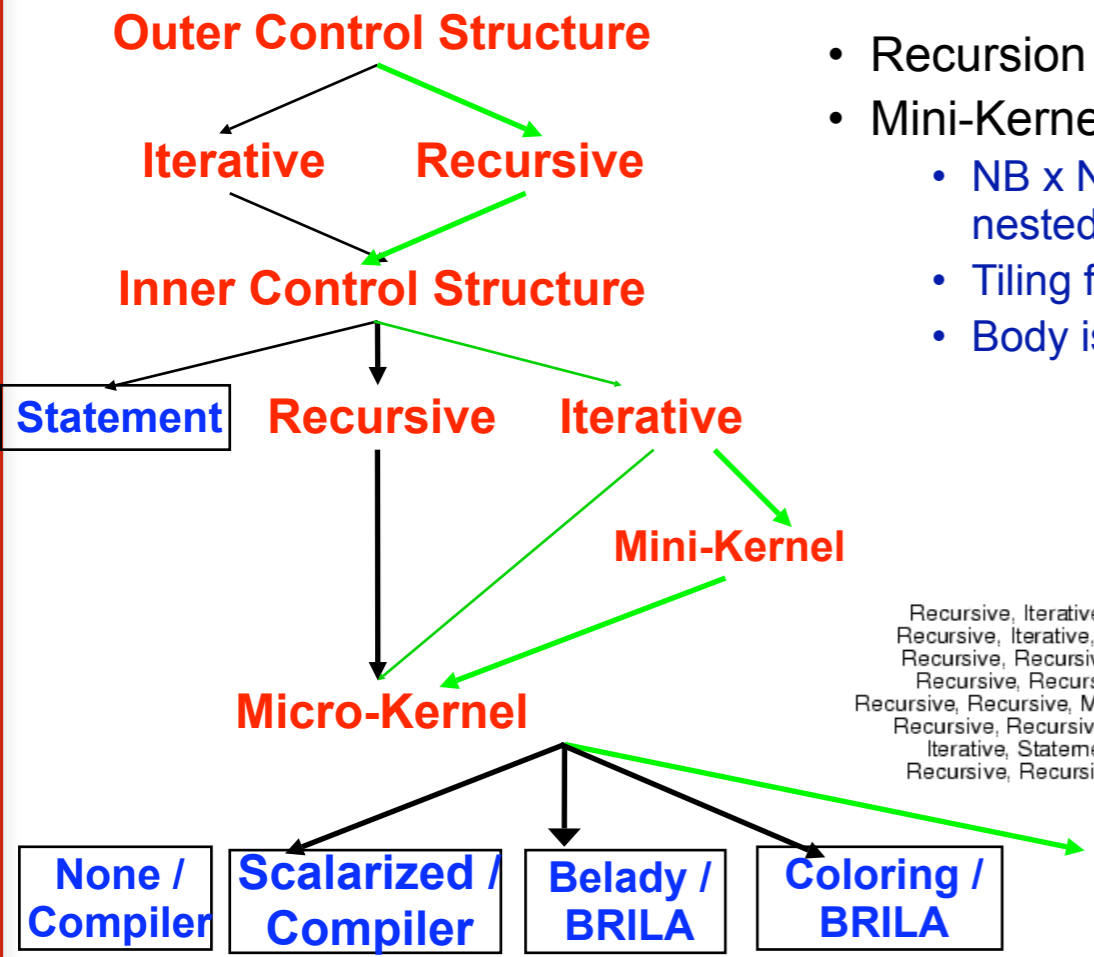 Outer Control Structure
Iterative
Recursive
Inner Control Structure
Statement
Recursive
Iterative
Mini-Kernel
Micro-Kernel
None /
Compiler
Scalarized /
Compiler
Belady /
BRILA
Coloring /
BRILA
• Recursion
• Mini-Kerne
• NB x N
nested
• Tiling f
• Body is
Recursive, Iterative
Recursive, Iterative,
Recursive, Recursiv
Recursive, Recurs
Recursive, Recursive, M
Recursive, Recursiv
Iterative, Stateme
Recursive, Recursi